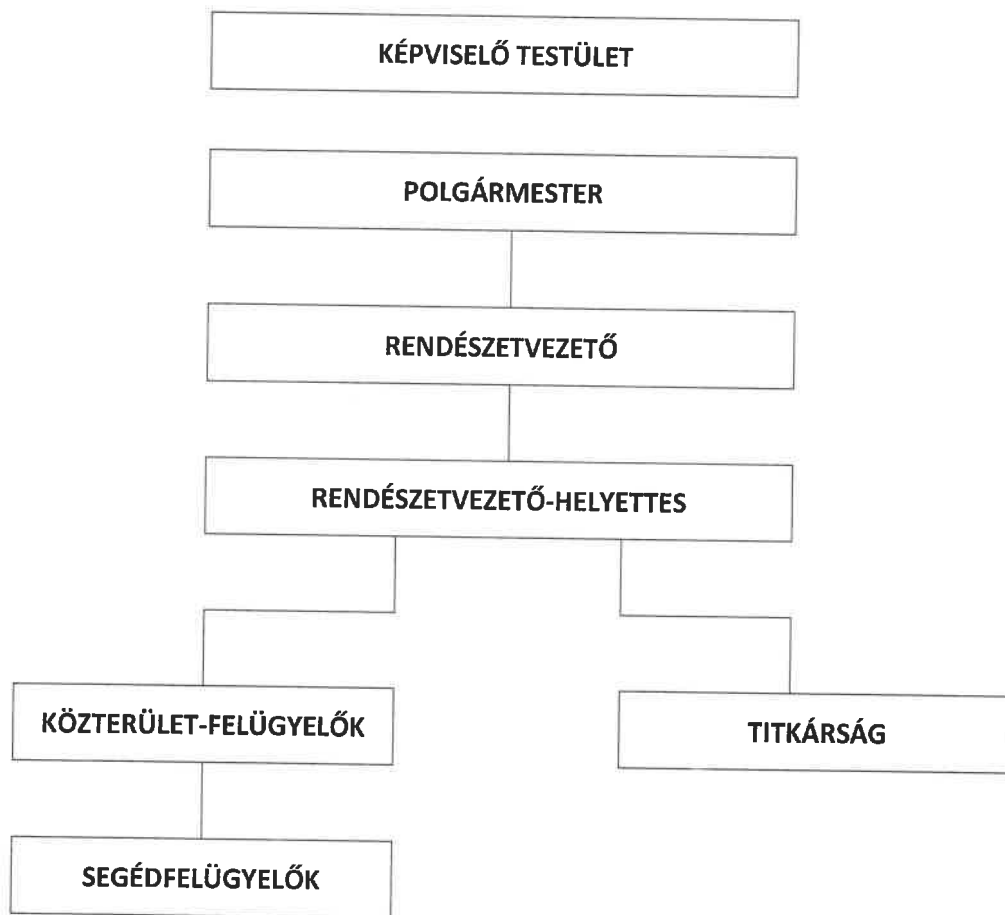 KÉPVISELŐ TESTÜLET
POLGÁRMESTER
RENDÉSZETVEZETŐ
RENDÉSZETVEZETŐ-HELYETTES
KÖZTERÜLET-FELÜGYELŐK
TITKÁRSÁG
SEGÉDFELÜGYELŐK